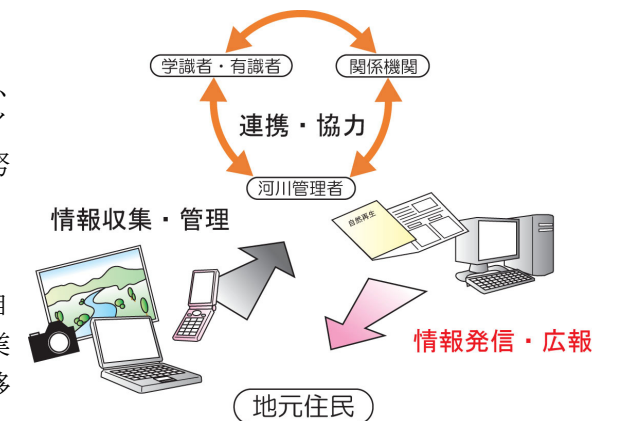 学識者・有識者
関係機関
連携・協力
河川管理者
情報収集・管理
自然再生
情報発信・広報
地元住民